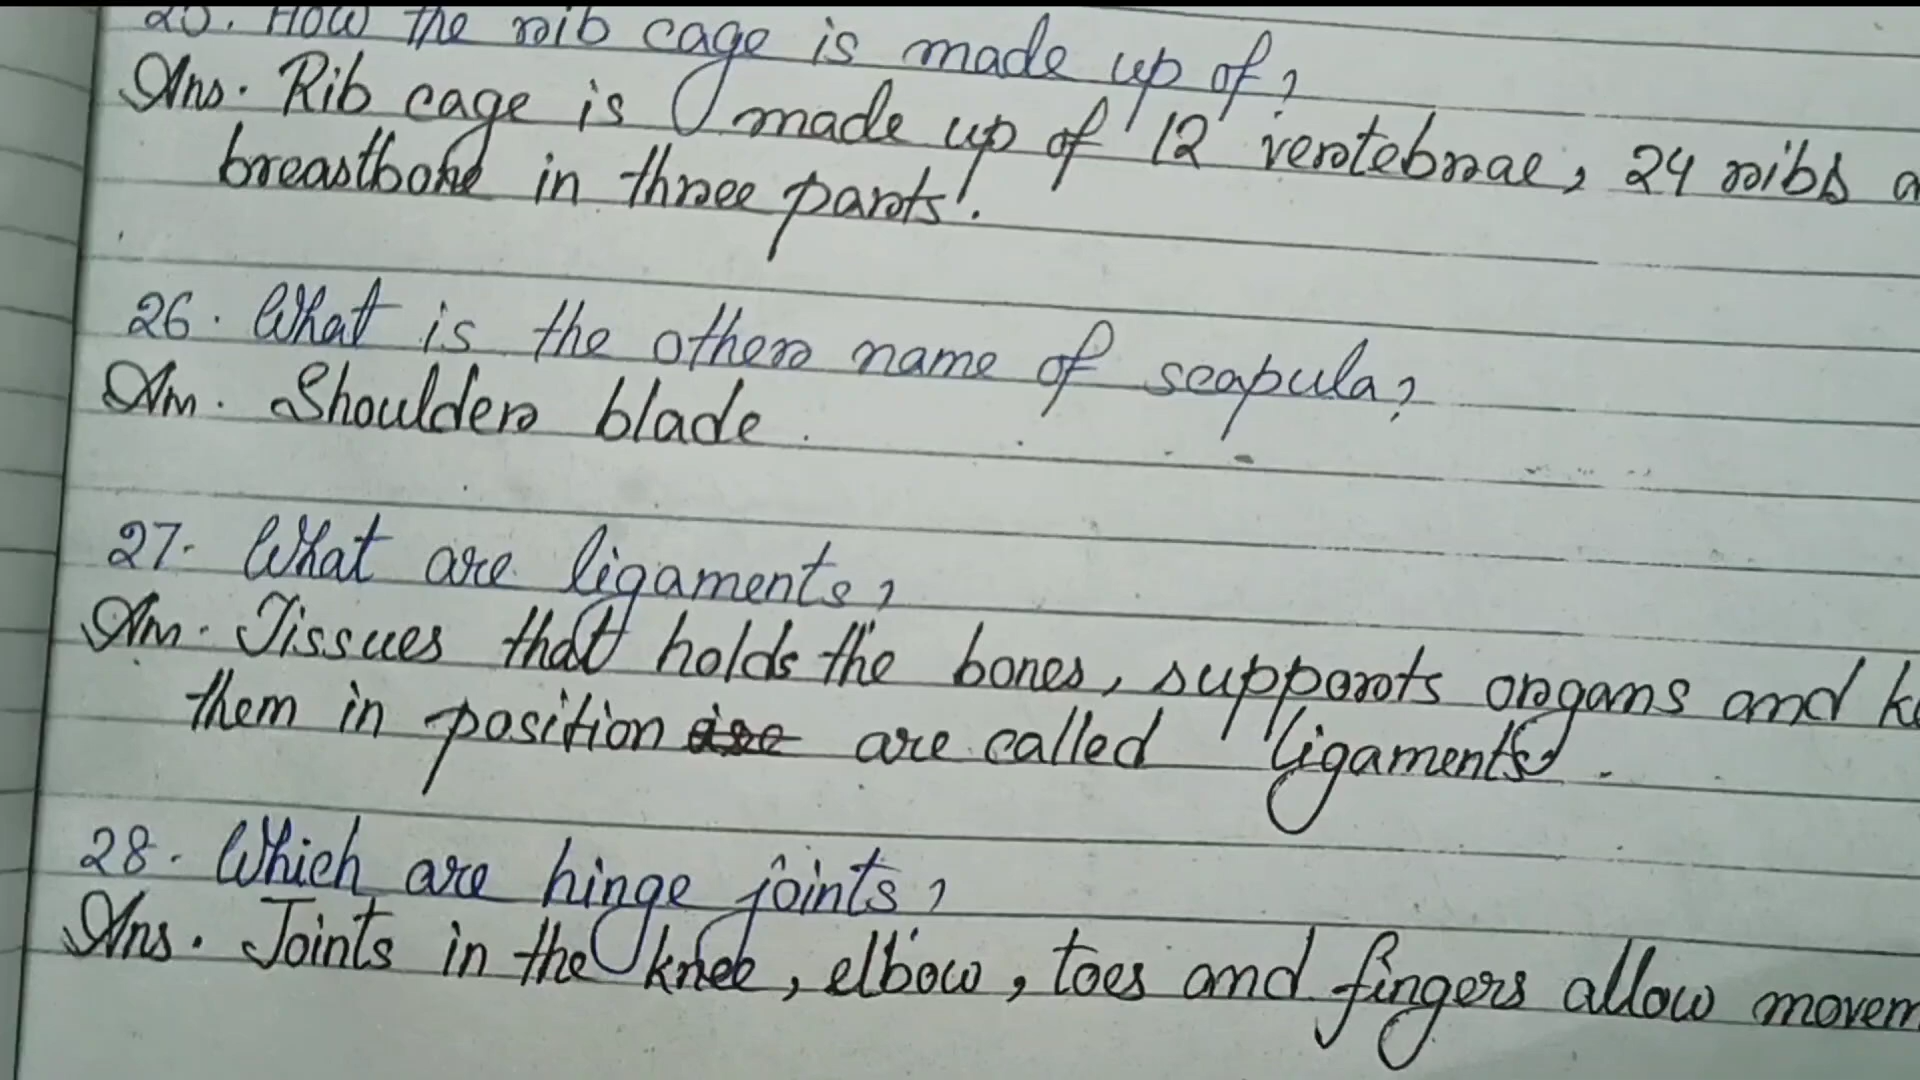 25. How the rib cage is made up of?
Ans. Rib cage is made up of 12 vertebrae, 24 ribs
breastbone in three parts.
26. What is the other name of scapula?
Ans. Shoulder blade.
27. What are ligaments?
Ans. Tissues that holds the bones, supports organs and
them in position are called ligaments.
28. Which are hinge joints?
Ans. Joints in the knee, elbow, toes and fingers allow